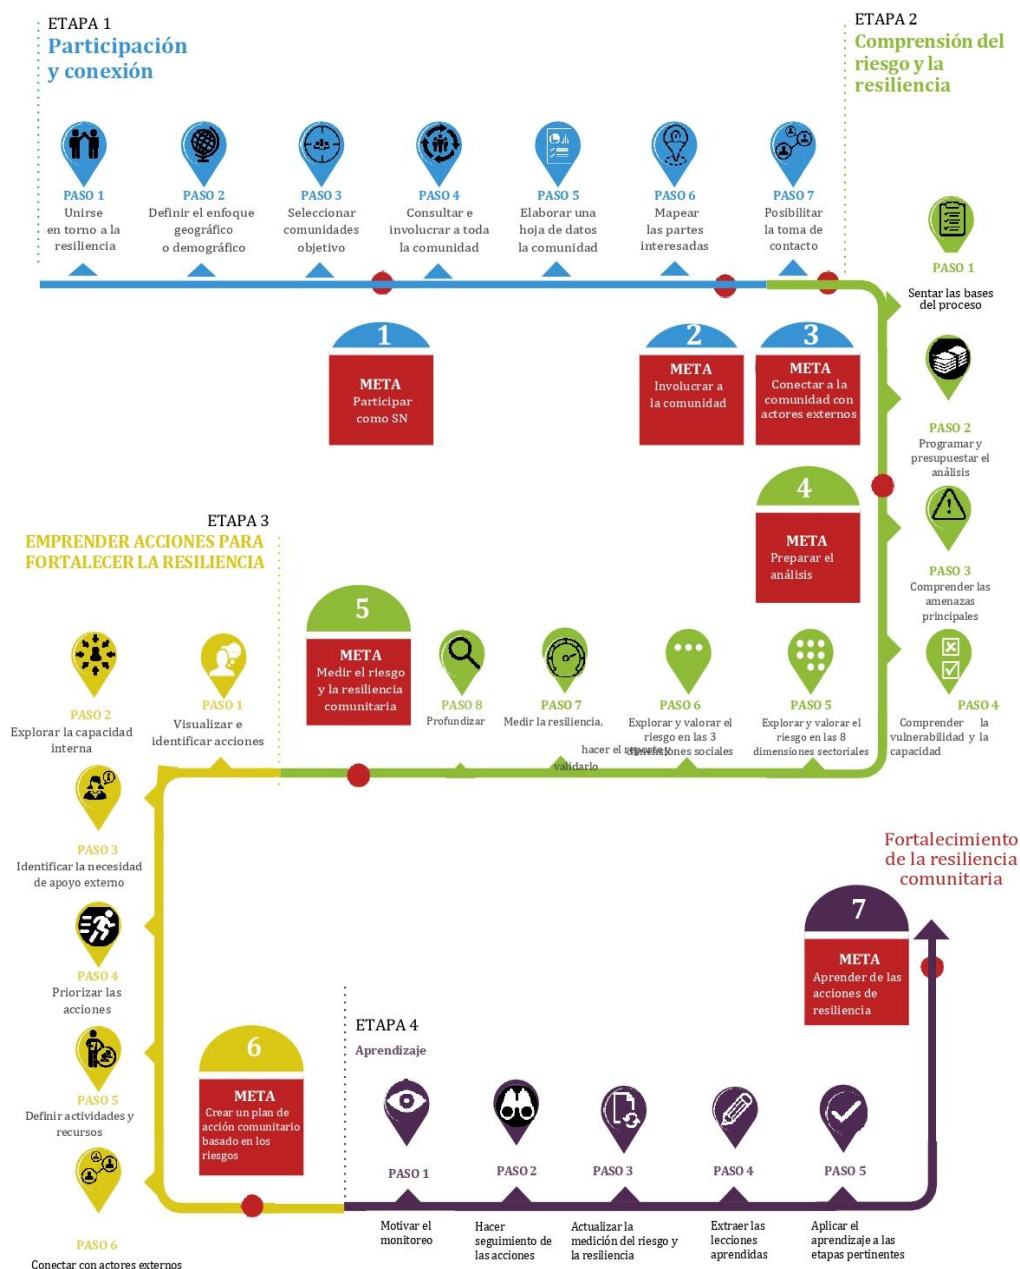 ETAPA 1
Participación
y conexión
PASO 1
Unirse
en torno a la
resiliencia
PASO 2
Definir el enfoque
geográfico
o demográfico
PASO 3
Seleccionar
comunidades
objetivo
PASO 4
Consultar e
involucrar a toda
la comunidad
PASO 5
Elaborar una
hoja de datos
la comunidad
PASO 6
Mapear
las partes
interesadas
PASO 7
Posibilitar
la toma de
contacto
1
META
Participar
como SN
2
META
Involucrar a
la comunidad
3
META
Conectar a la
comunidad con
actores externos
ETAPA 2
Comprensión del
riesgo y la
resiliencia
PASO 1
Sentar las bases
del proceso
PASO 2
Programar y
presupuestar el
análisis
PASO 3
Comprender las
amenazas
principales
PASO 4
Comprender la
vulnerabilidad y la
capacidad
4
META
Preparar el
análisis
PASO 5
Explorar y valorar el
riesgo en las 8
dimensiones sectoriales
PASO 6
Explorar y valorar el
riesgo en las 3
dimensiones sociales
PASO 7
Medir la resiliencia,
hacer el reporte y
validarlo
PASO 8
Profundizar
5
META
Medir el riesgo
y la resiliencia
comunitaria
ETAPA 3
EMPRENDER ACCIONES PARA
FORTALECER LA RESILIENCIA
PASO 1
Visualizar e
identificar acciones
PASO 2
Explorar la capacidad
interna
PASO 3
Identificar la necesidad
de apoyo externo
PASO 4
Priorizar las
acciones
PASO 5
Definir actividades y
recursos
PASO 6
Conectar con actores externos
6
META
Crear un plan de
acción comunitario
basado en los
riesgos
ETAPA 4
Aprendizaje
PASO 1
Motivar el
monitoreo
PASO 2
Hacer
seguimiento de
las acciones
PASO 3
Actualizar la
medición del riesgo y
la resiliencia
PASO 4
Extraer las
lecciones
aprendidas
PASO 5
Aplicar el
aprendizaje a las
etapas pertinentes
7
META
Aprender de las
acciones de
resiliencia
Fortalecimiento
de la resiliencia
comunitaria